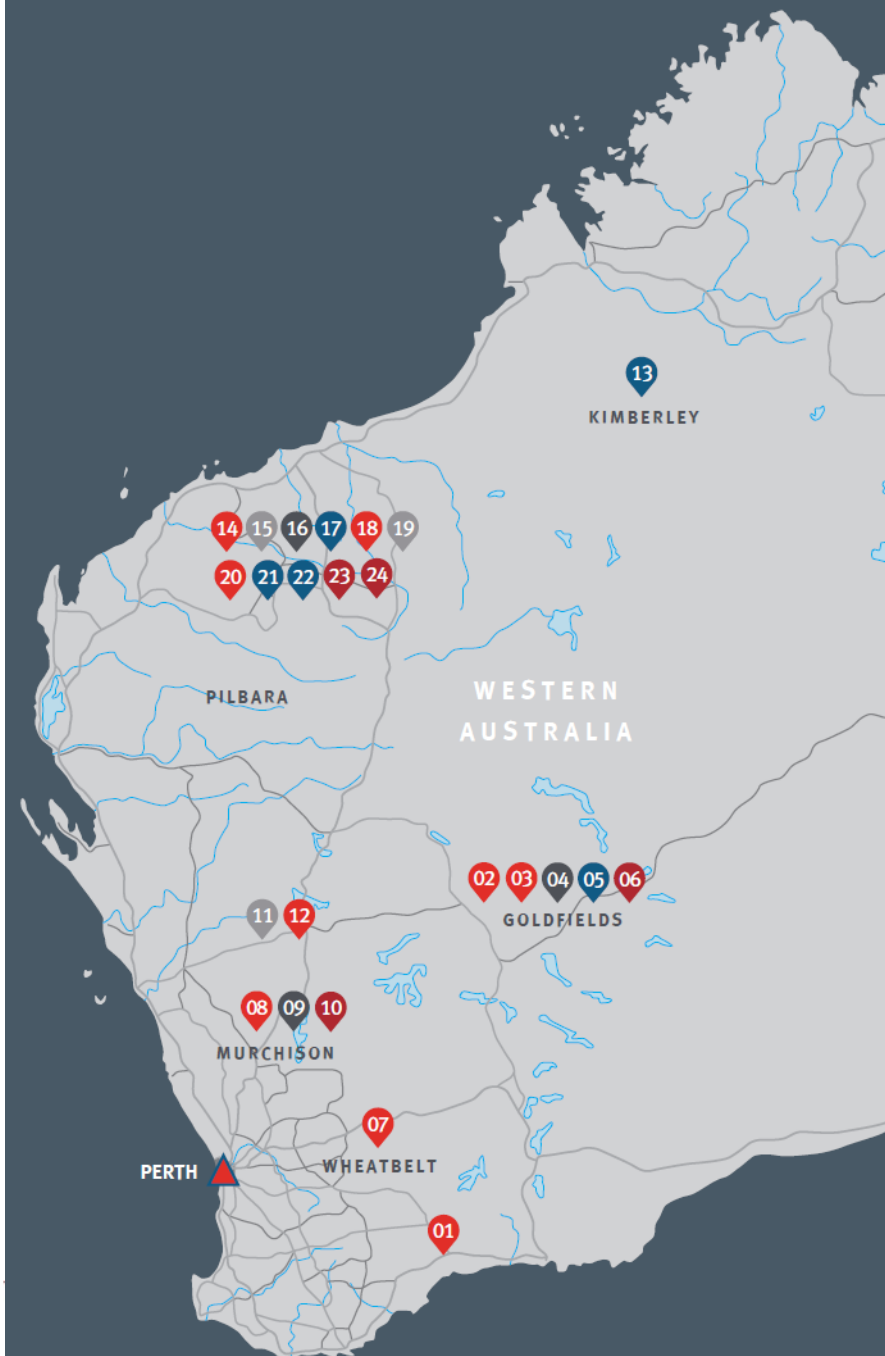 13
KIMBERLEY
14 15 16 17 18 19
20 21 22 23 24
PILBARA
WESTERN
AUSTRALIA
02 03 04 05 06
GOLDFIELDS
11 12
08 09 10
MURCHISON
07
WHEATBELT
PERTH
01